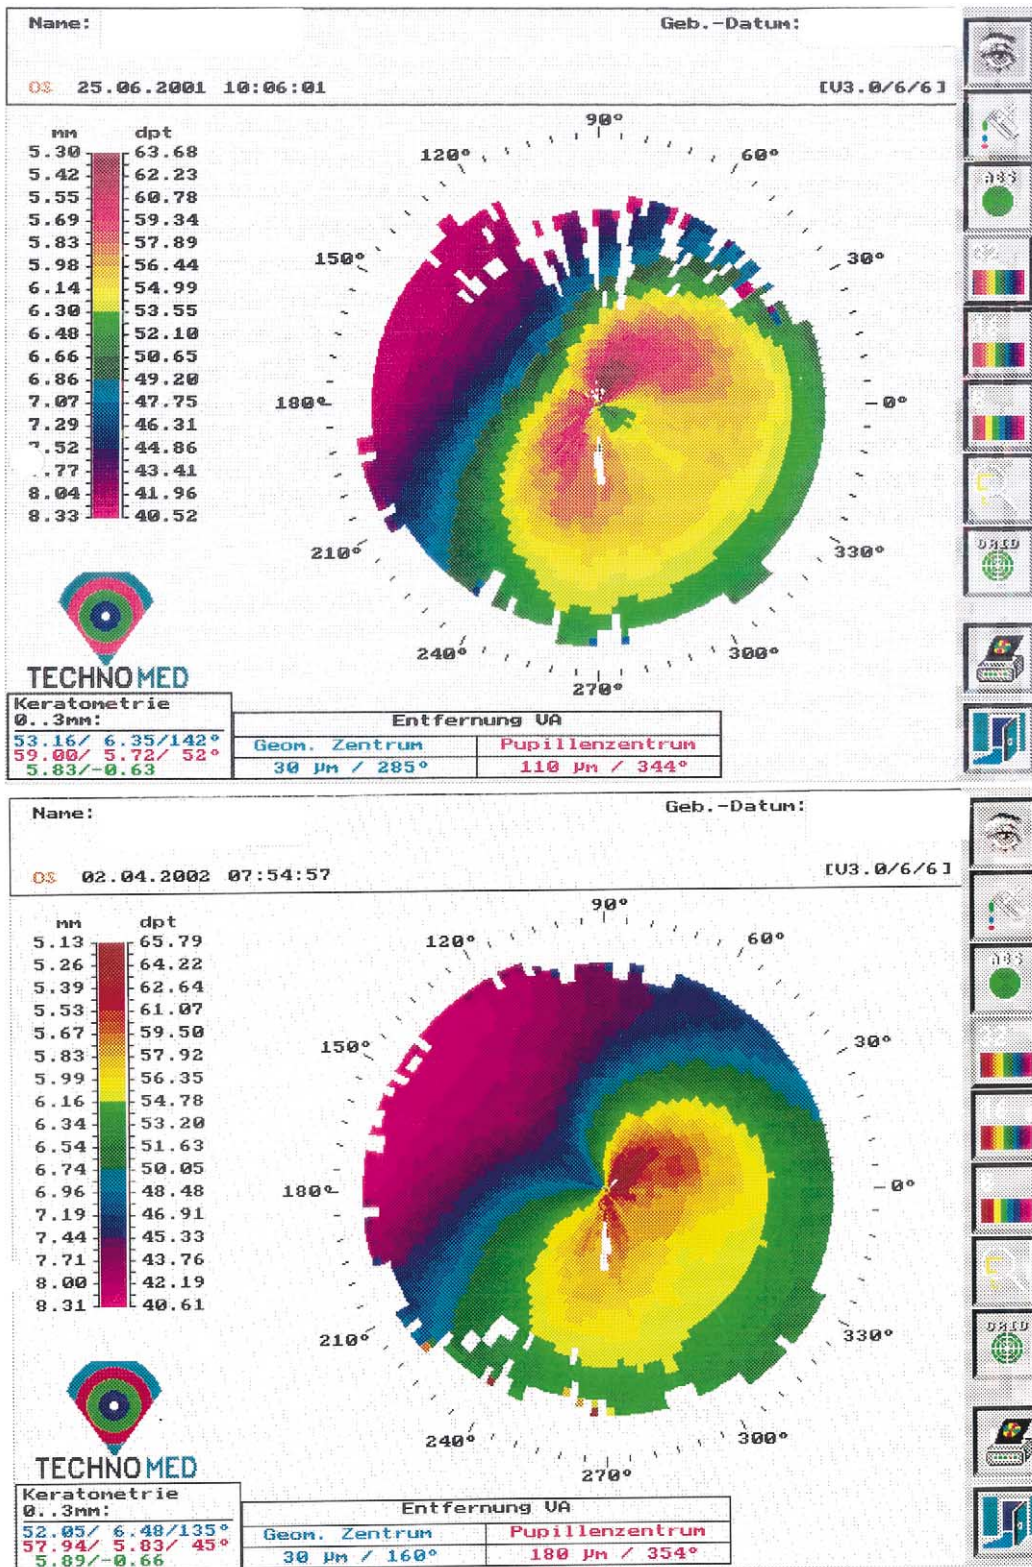 Name: Geb.-Datum:
OS 25.06.2001 10:06:01 [V3.0/6/6]
mm dpt
5.30 63.68
5.42 62.23
5.55 60.78
5.69 59.34
5.83 57.89
5.98 56.44
6.14 54.99
6.30 53.55
6.48 52.10
6.66 50.65
6.86 49.20
7.07 47.75
7.29 46.31
.52 44.86
.77 43.41
8.04 41.96
8.33 40.52
90°
120° 60°
150° 30°
180° 0°
210° 330°
240° 300°
270°
ABS
GRID
TECHNOMED
Keratometrie
0..3mm:
53.16/ 6.35/142°
59.00/ 5.72/ 52°
5.83/-0.63
Entfernung VA
Geom. Zentrum Pupillenzentrum
30 µm / 285° 110 µm / 344°
Name: Geb.-Datum:
OS 02.04.2002 07:54:57 [V3.0/6/6]
mm dpt
5.13 65.79
5.26 64.22
5.39 62.64
5.53 61.07
5.67 59.50
5.83 57.92
5.99 56.35
6.16 54.78
6.34 53.20
6.54 51.63
6.74 50.05
6.96 48.48
7.19 46.91
7.44 45.33
7.71 43.76
8.00 42.19
8.31 40.61
90°
120° 60°
150° 30°
180° 0°
210° 330°
240° 300°
270°
ABS
GRID
TECHNOMED
Keratometrie
0..3mm:
52.05/ 6.48/135°
57.94/ 5.83/ 45°
5.89/-0.66
Entfernung VA
Geom. Zentrum Pupillenzentrum
30 µm / 160° 180 µm / 354°